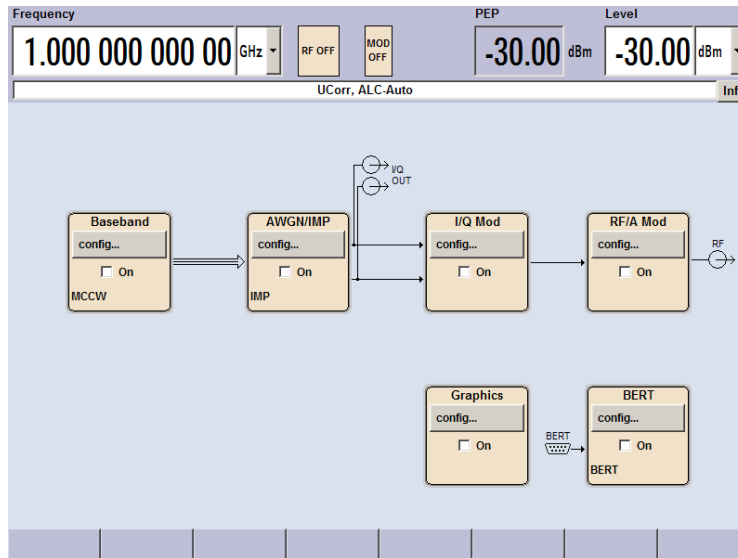 Frequency PEP Level
1.000 000 000 00 GHz RF OFF MOD OFF -30.00 dBm -30.00 dBm
UCorr, ALC-Auto Inf
I/Q
OUT
Baseband AWGN/IMP I/Q Mod RF/A Mod
config... config... config... config... RF
On On On On
MCCW IMP
Graphics BERT
config... config...
BERT
On On
BERT